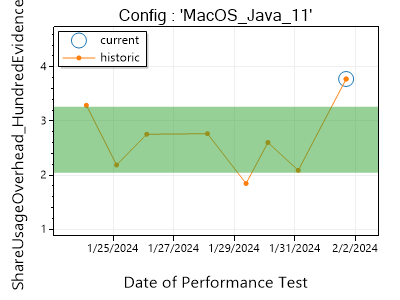 Config : 'MacOS_Java_11'
current
historic
ShareUsageOverhead_HundredEvidence
4
3
2
1
1/25/2024
1/27/2024
1/29/2024
1/31/2024
2/2/2024
Date of Performance Test